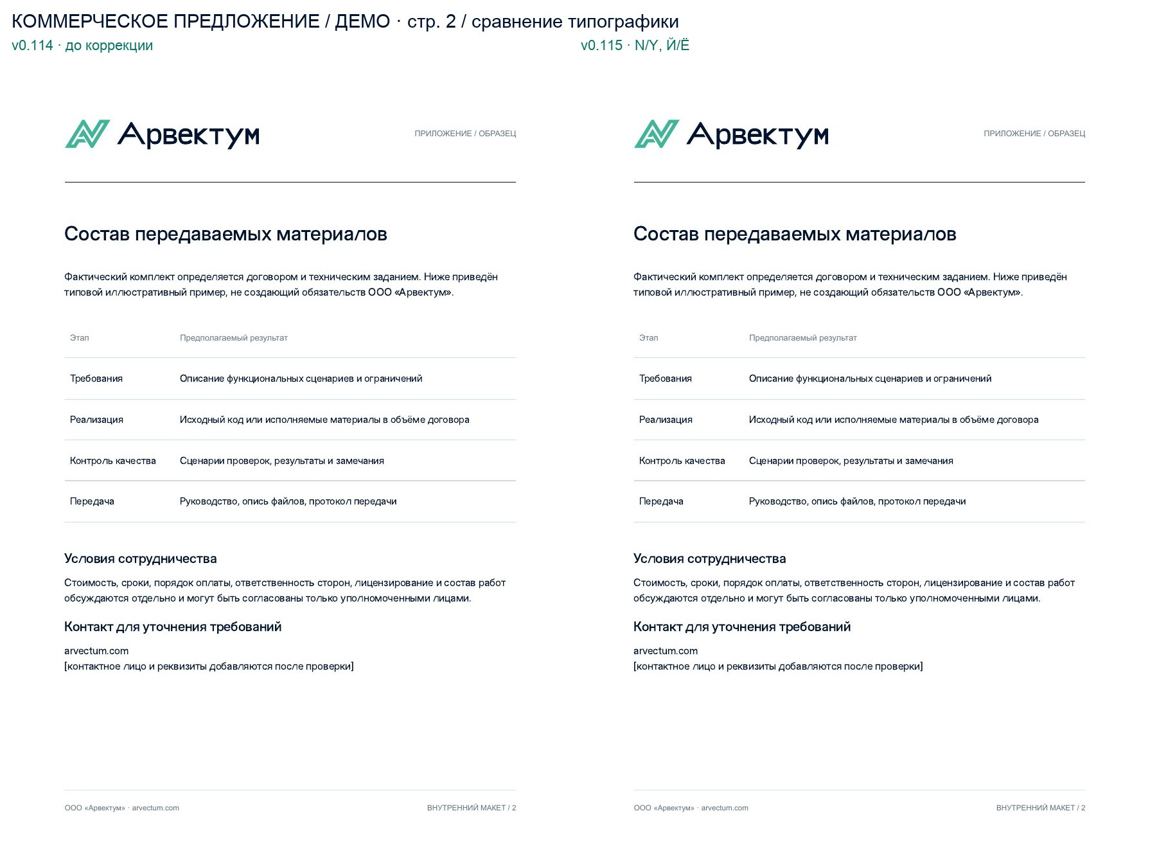 КОММЕРЧЕСКОЕ ПРЕДЛОЖЕНИЕ / ДЕМО · стр. 2 / сравнение типографики
v0.114 · до коррекции
Арвектум
ПРИЛОЖЕНИЕ / ОБРАЗЕЦ
Состав передаваемых материалов
Фактический комплект определяется договором и техническим заданием. Ниже приведён
типовой иллюстративный пример, не создающий обязательств ООО «Арвектум».
Этап Предполагаемый результат
Требования Описание функциональных сценариев и ограничений
Реализация Исходный код или исполняемые материалы в объёме договора
Контроль качества Сценарии проверок, результаты и замечания
Передача Руководство, опись файлов, протокол передачи
Условия сотрудничества
Стоимость, сроки, порядок оплаты, ответственность сторон, лицензирование и состав работ
обсуждаются отдельно и могут быть согласованы только уполномоченными лицами.
Контакт для уточнения требований
arvectum.com
[контактное лицо и реквизиты добавляются после проверки]
ООО «Арвектум» · arvectum.com ВНУТРЕННИЙ МАКЕТ / 2
v0.115 · N/Y, Й/Ё
Арвектум
ПРИЛОЖЕНИЕ / ОБРАЗЕЦ
Состав передаваемых материалов
Фактический комплект определяется договором и техническим заданием. Ниже приведён
типовой иллюстративный пример, не создающий обязательств ООО «Арвектум».
Этап Предполагаемый результат
Требования Описание функциональных сценариев и ограничений
Реализация Исходный код или исполняемые материалы в объёме договора
Контроль качества Сценарии проверок, результаты и замечания
Передача Руководство, опись файлов, протокол передачи
Условия сотрудничества
Стоимость, сроки, порядок оплаты, ответственность сторон, лицензирование и состав работ
обсуждаются отдельно и могут быть согласованы только уполномоченными лицами.
Контакт для уточнения требований
arvectum.com
[контактное лицо и реквизиты добавляются после проверки]
ООО «Арвектум» · arvectum.com ВНУТРЕННИЙ МАКЕТ / 2